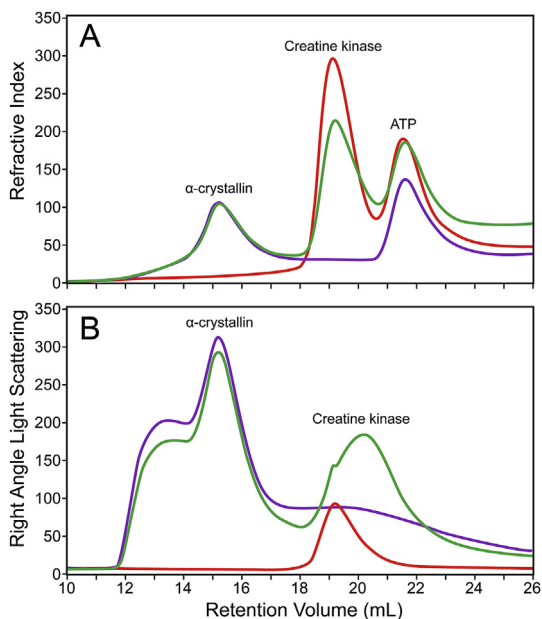 A
Creatine kinase
ATP
α-crystallin
Refractive Index
350
300
250
200
150
100
50
0
B
α-crystallin
Creatine kinase
Right Angle Light Scattering
350
300
250
200
150
100
50
0
10 12 14 16 18 20 22 24 26
Retention Volume (mL)